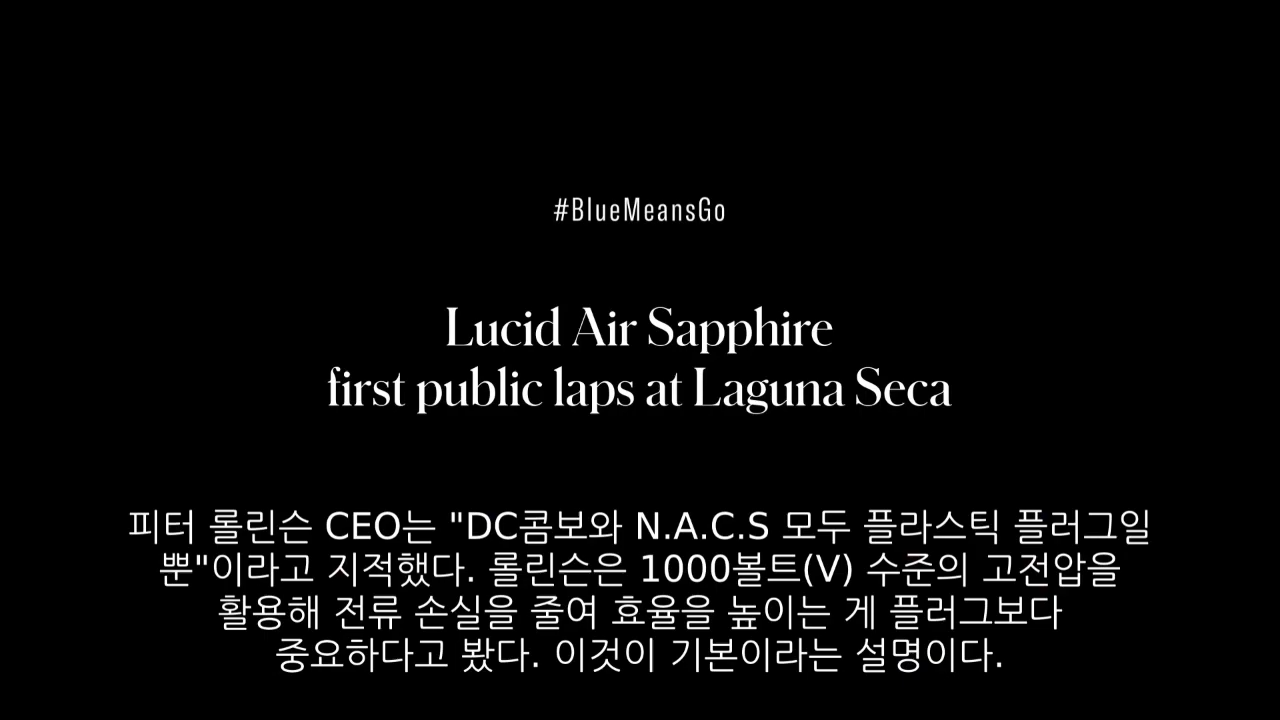 #BlueMeansGo
Lucid Air Sapphire
first public laps at Laguna Seca
피터 롤린슨 CEO는 "DC콤보와 N.A.C.S 모두 플라스틱 플러그일
뿐"이라고 지적했다. 롤린슨은 1000볼트(V) 수준의 고전압을
활용해 전류 손실을 줄여 효율을 높이는 게 플러그보다
중요하다고 봤다. 이것이 기본이라는 설명이다.